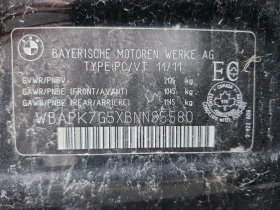 BAYERISCHE MOTOREN WERKE AG
TYPE:PC/VT 11/11
GVWR/PNBV 2135 kg
GAWR/PNBE (FRONT/AVANT) 1045 kg
GAWR/PNBE (REAR/ARRIERE) 1145 kg
WBAPK7G5XBNN85580
EC